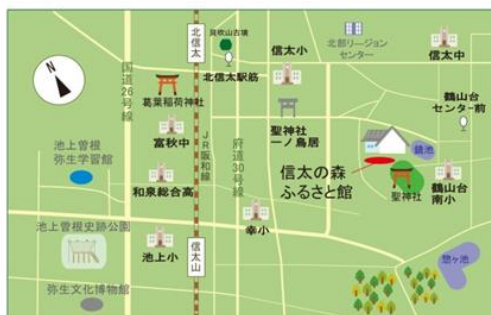 国道26号線
北信太
貝吹山古墳
北信太駅筋
葛葉稲荷神社
富秋中
池上曽根
弥生学習館
和泉総合高
JR阪和線
府道30号線
信太小
聖神社
一ノ鳥居
北部リージョン
センター
信太中
鶴山台
センター前
信太の森
ふるさと館
鏡池
聖神社
鶴山台
南小
池上曽根史跡公園
池上小
信太山
幸小
惣ヶ池
弥生文化博物館
N